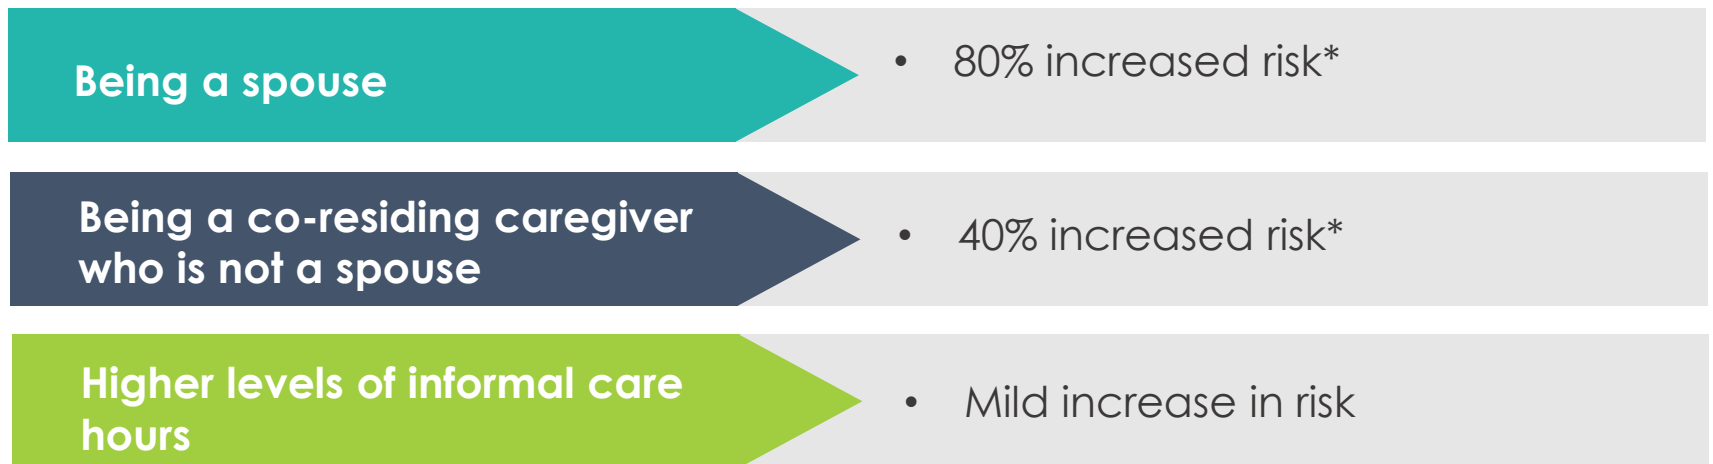 Being a spouse
• 80% increased risk*
Being a co-residing caregiver
who is not a spouse
• 40% increased risk*
Higher levels of informal care
hours
• Mild increase in risk